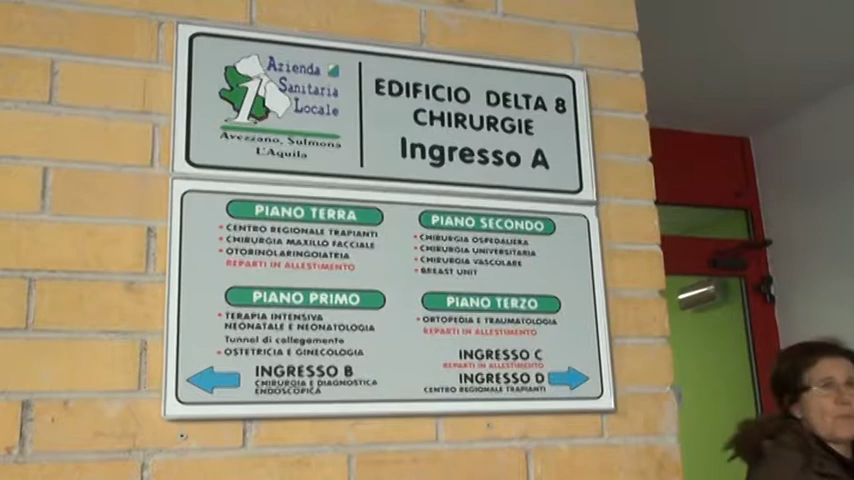 Azienda
Sanitaria
Locale
1
Avezzano, Sulmona
L'Aquila
EDIFICIO DELTA 8
CHIRURGIE
Ingresso A
PIANO TERRA
• CENTRO REGIONALE TRAPIANTI
• CHIRURGIA MAXILLO FACCIALE
• OTORINOLARINGOIATRIA
REPARTI IN ALLESTIMENTO
PIANO PRIMO
• TERAPIA INTENSIVA
NEONATALE E NEONATOLOGIA
Tunnel di collegamento
• OSTETRICIA E GINECOLOGIA
INGRESSO B
CHIRURGIA E DIAGNOSTICA
ENDOSCOPICA
PIANO SECONDO
• CHIRURGIA OSPEDALIERA
• CHIRURGIA UNIVERSITARIA
• CHIRURGIA VASCOLARE
• BREAST UNIT
PIANO TERZO
• ORTOPEDIA E TRAUMATOLOGIA
REPARTI IN ALLESTIMENTO
INGRESSO C
REPARTI IN ALLESTIMENTO
INGRESSO D
CENTRO REGIONALE TRAPIANTI